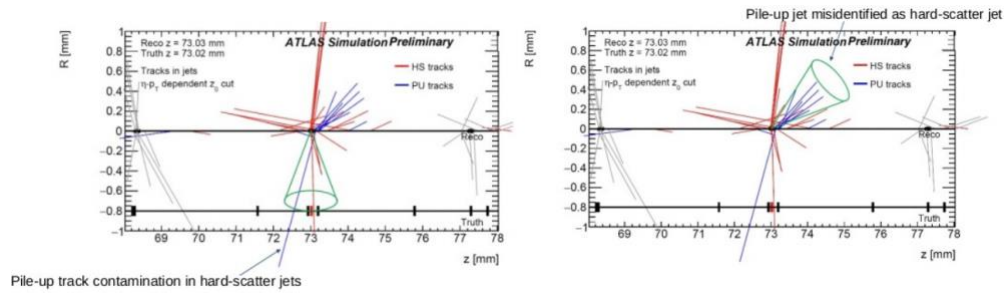 Pile-up jet misidentified as hard-scatter jet
R [mm]
1
0.8
0.6
0.4
0.2
0
−0.2
−0.4
−0.6
−0.8
−1
Reco z = 73.03 mm
Truth z = 73.02 mm
Tracks in jets
η-pT dependent z0 cut
ATLAS Simulation Preliminary
HS tracks
PU tracks
Reco
Truth
69 70 71 72 73 74 75 76 77 78
z [mm]
R [mm]
1
0.8
0.6
0.4
0.2
0
−0.2
−0.4
−0.6
−0.8
−1
Reco z = 73.03 mm
Truth z = 73.02 mm
Tracks in jets
η-pT dependent z0 cut
ATLAS Simulation Preliminary
HS tracks
PU tracks
Reco
Truth
69 70 71 72 73 74 75 76 77 78
z [mm]
Pile-up track contamination in hard-scatter jets